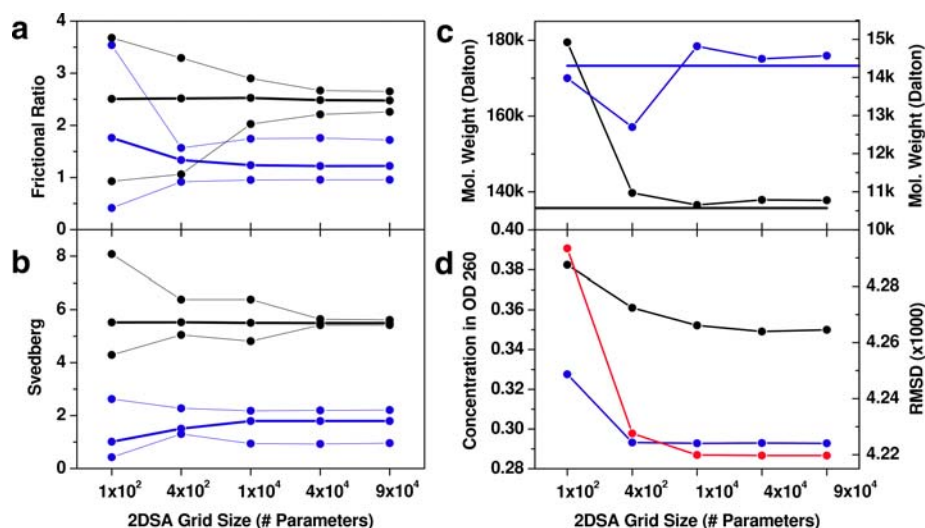 a
4
3
2
1
0
Frictional Ratio
b
8
6
4
2
0
Svedberg
1x10²
4x10²
1x10⁴
4x10⁴
9x10⁴
2DSA Grid Size (# Parameters)
c
180k
160k
140k
Mol. Weight (Dalton)
15k
14k
13k
12k
11k
10k
Mol. Weight (Dalton)
d
0.40
0.38
0.36
0.34
0.32
0.30
0.28
Concentration in OD 260
4.28
4.26
4.24
4.22
RMSD (x1000)
1x10²
4x10²
1x10⁴
4x10⁴
9x10⁴
2DSA Grid Size (# Parameters)